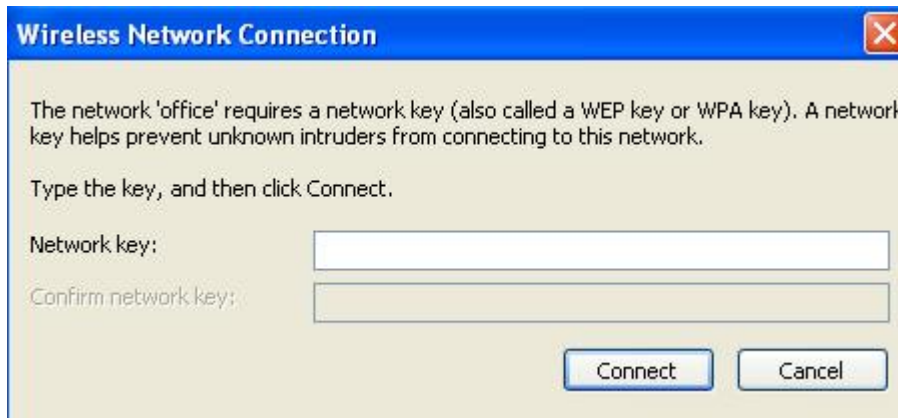 Wireless Network Connection
The network 'office' requires a network key (also called a WEP key or WPA key). A network
key helps prevent unknown intruders from connecting to this network.
Type the key, and then click Connect.
Network key:
Confirm network key:
Connect Cancel